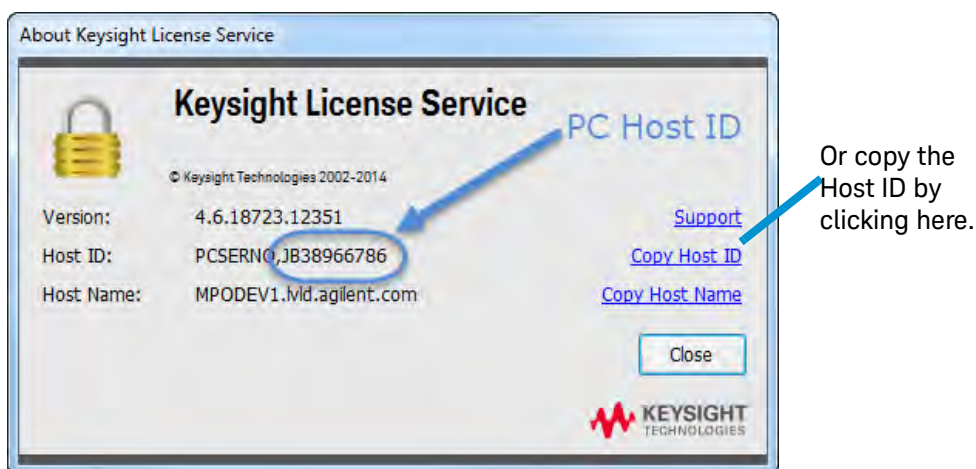 About Keysight License Service
Keysight License Service
PC Host ID
© Keysight Technologies 2002-2014
Version: 4.6.18723.12351 Support
Host ID: PCSERNO,JB38966786 Copy Host ID
Host Name: MPODEV1.lvld.agilent.com Copy Host Name
Close
KEYSIGHT
TECHNOLOGIES
Or copy the
Host ID by
clicking here.